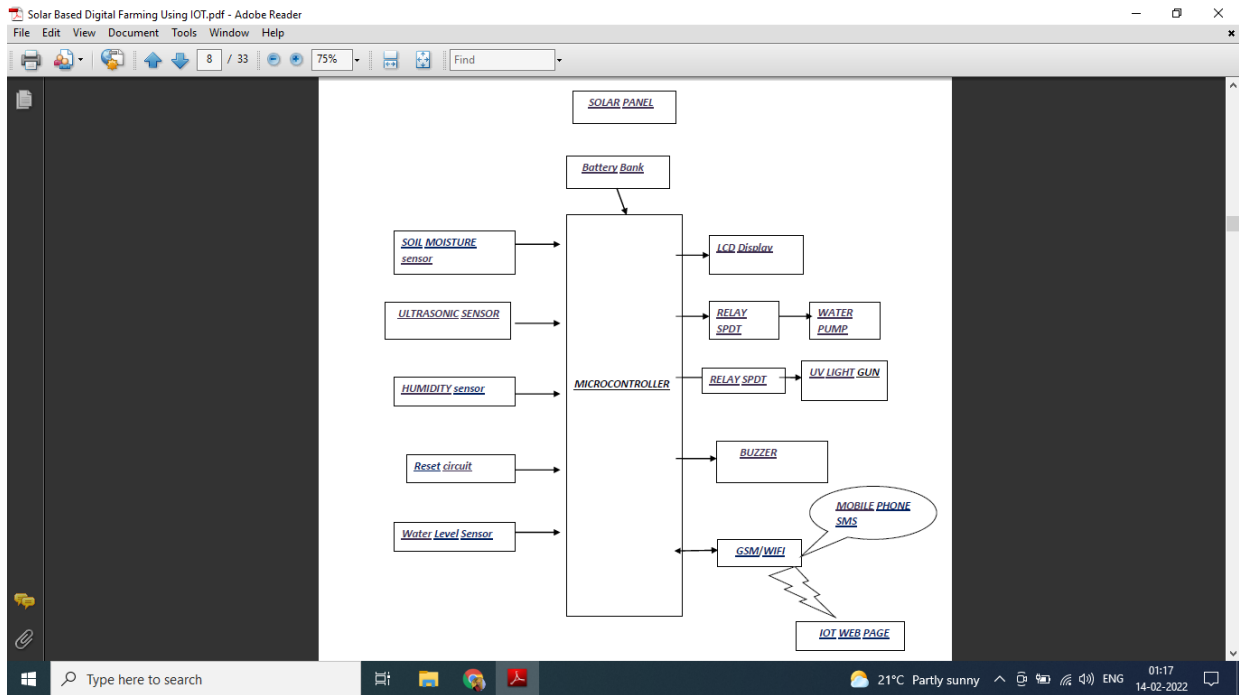 Solar Based Digital Farming Using IOT.pdf - Adobe Reader
File Edit View Document Tools Window Help
8 / 33 75% Find
SOLAR PANEL
Battery Bank
SOIL MOISTURE
sensor
LCD Display
ULTRASONIC SENSOR
RELAY
SPDT
WATER
PUMP
HUMIDITY sensor
MICROCONTROLLER
RELAY SPDT
UV LIGHT GUN
Reset circuit
BUZZER
Water Level Sensor
MOBILE PHONE
SMS
GSM/WIFI
IOT WEB PAGE
Type here to search
21°C Partly sunny
ENG
01:17
14-02-2022